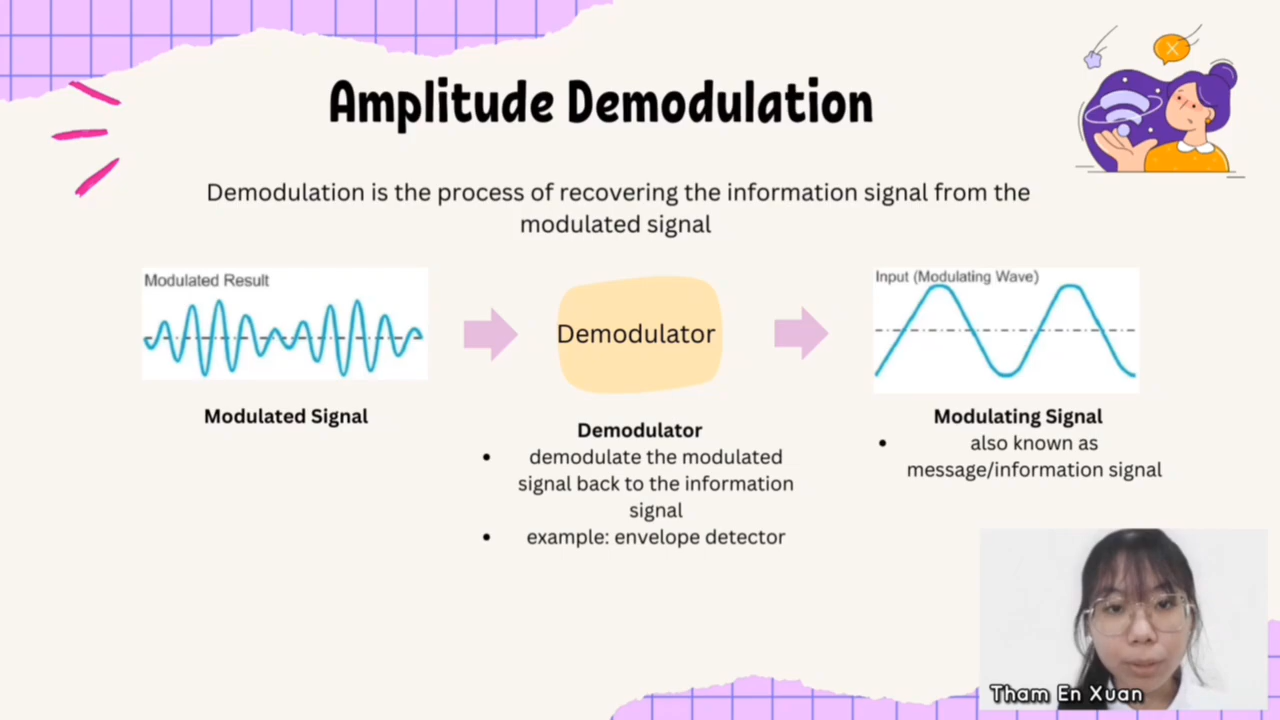 Amplitude Demodulation
Demodulation is the process of recovering the information signal from the
modulated signal
Modulated Result
Demodulator
Input (Modulating Wave)
Modulated Signal
Demodulator
• demodulate the modulated
signal back to the information
signal
• example: envelope detector
Modulating Signal
• also known as
message/information signal
X
Tham En Xuan